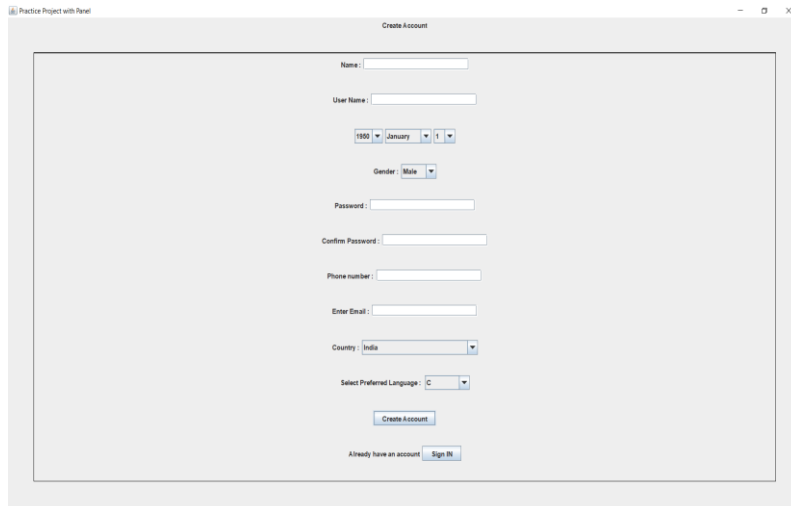 Practice Project with Panel
Create Account
Name :
User Name :
1950 January 1
Gender : Male
Password :
Confirm Password :
Phone number :
Enter Email :
Country : India
Select Preferred Language : C
Create Account
Already have an account Sign IN